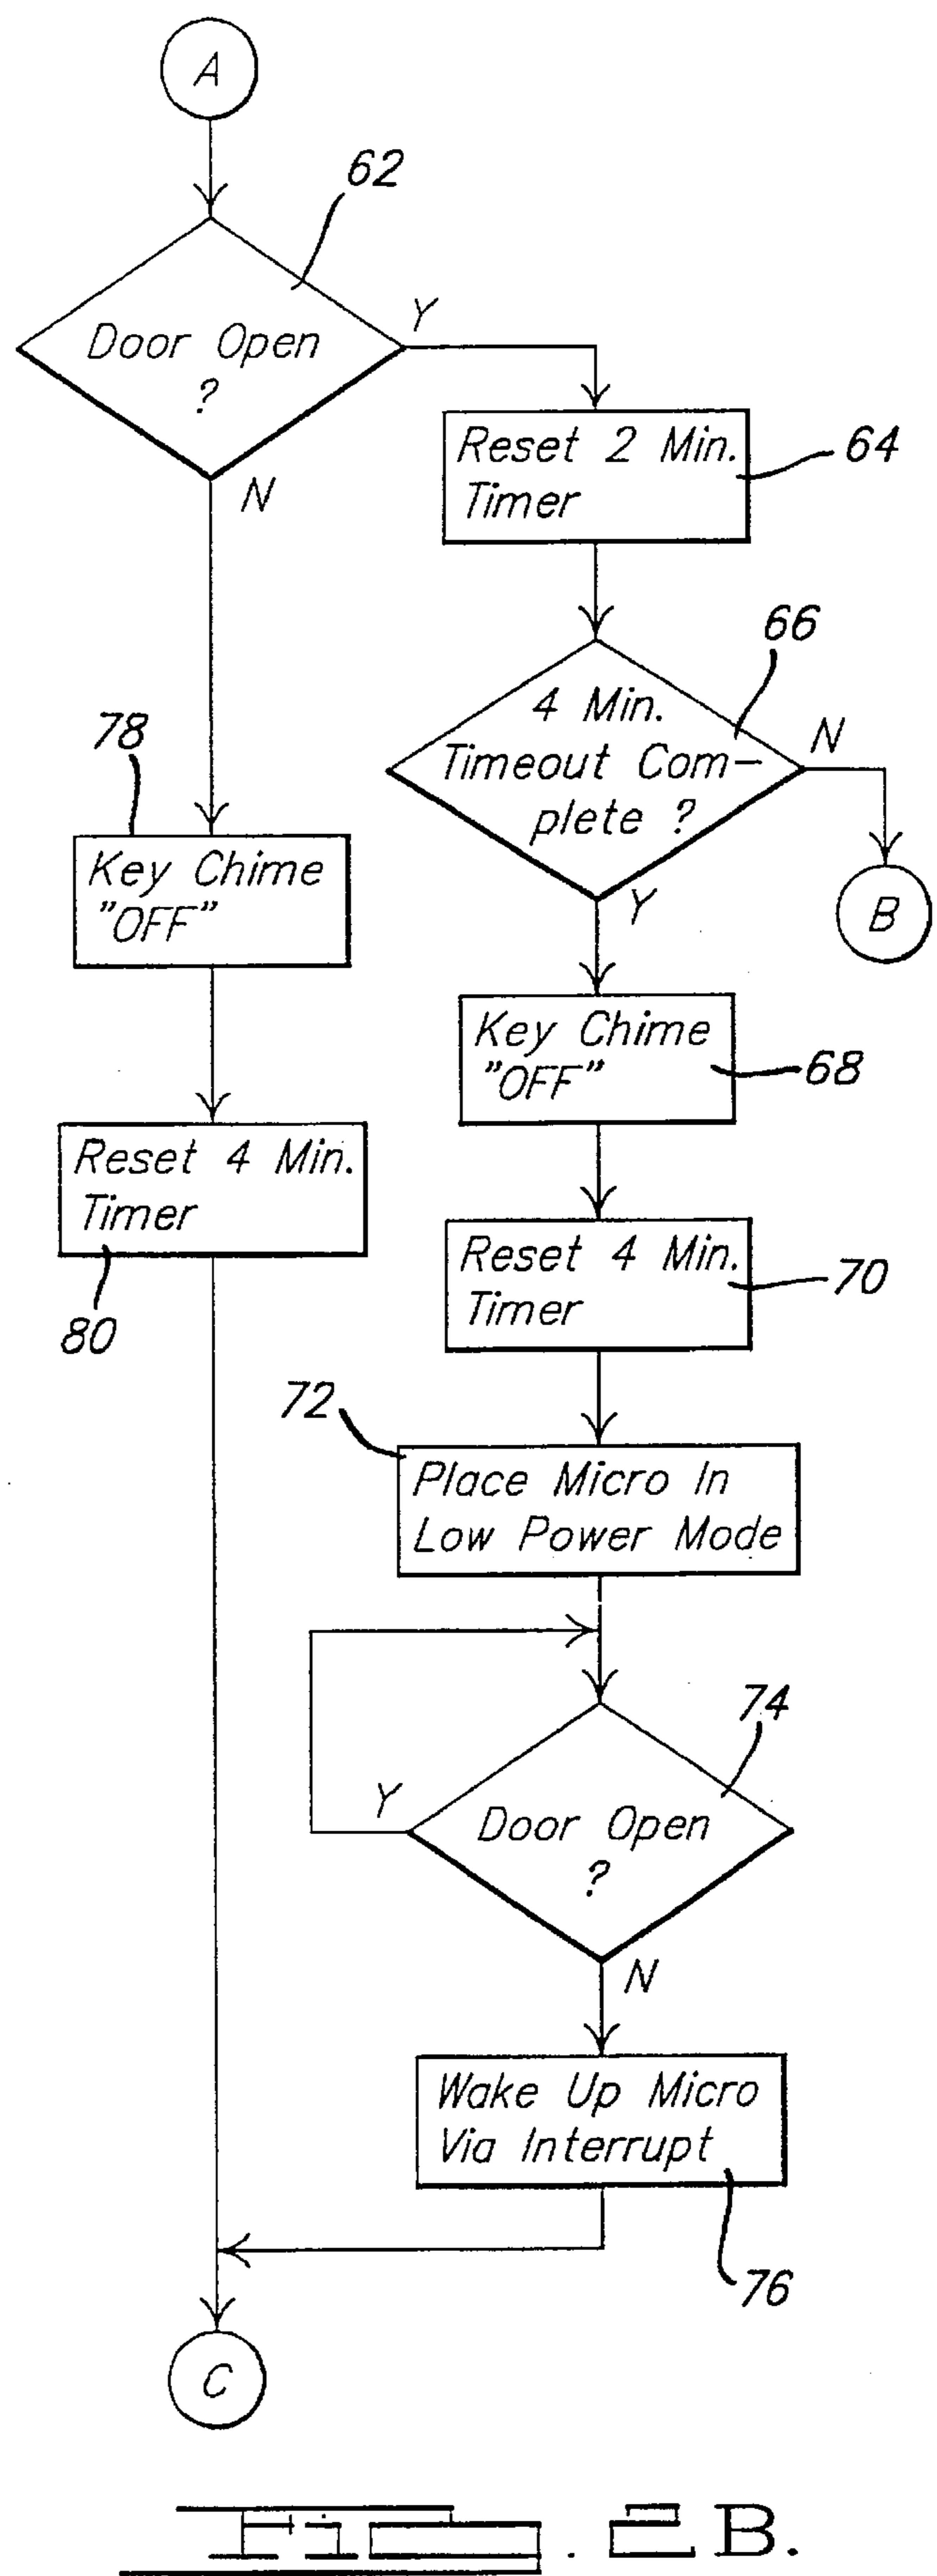 A
62
Door Open
?
Y
N
Reset 2 Min.
Timer
64
66
4 Min.
Timeout Com-
plete ?
N
Y
B
78
Key Chime
"OFF"
Key Chime
"OFF"
68
Reset 4 Min.
Timer
80
Reset 4 Min.
Timer
70
72
Place Micro In
Low Power Mode
74
Y
Door Open
?
N
Wake Up Micro
Via Interrupt
76
C
FIG. 2B.